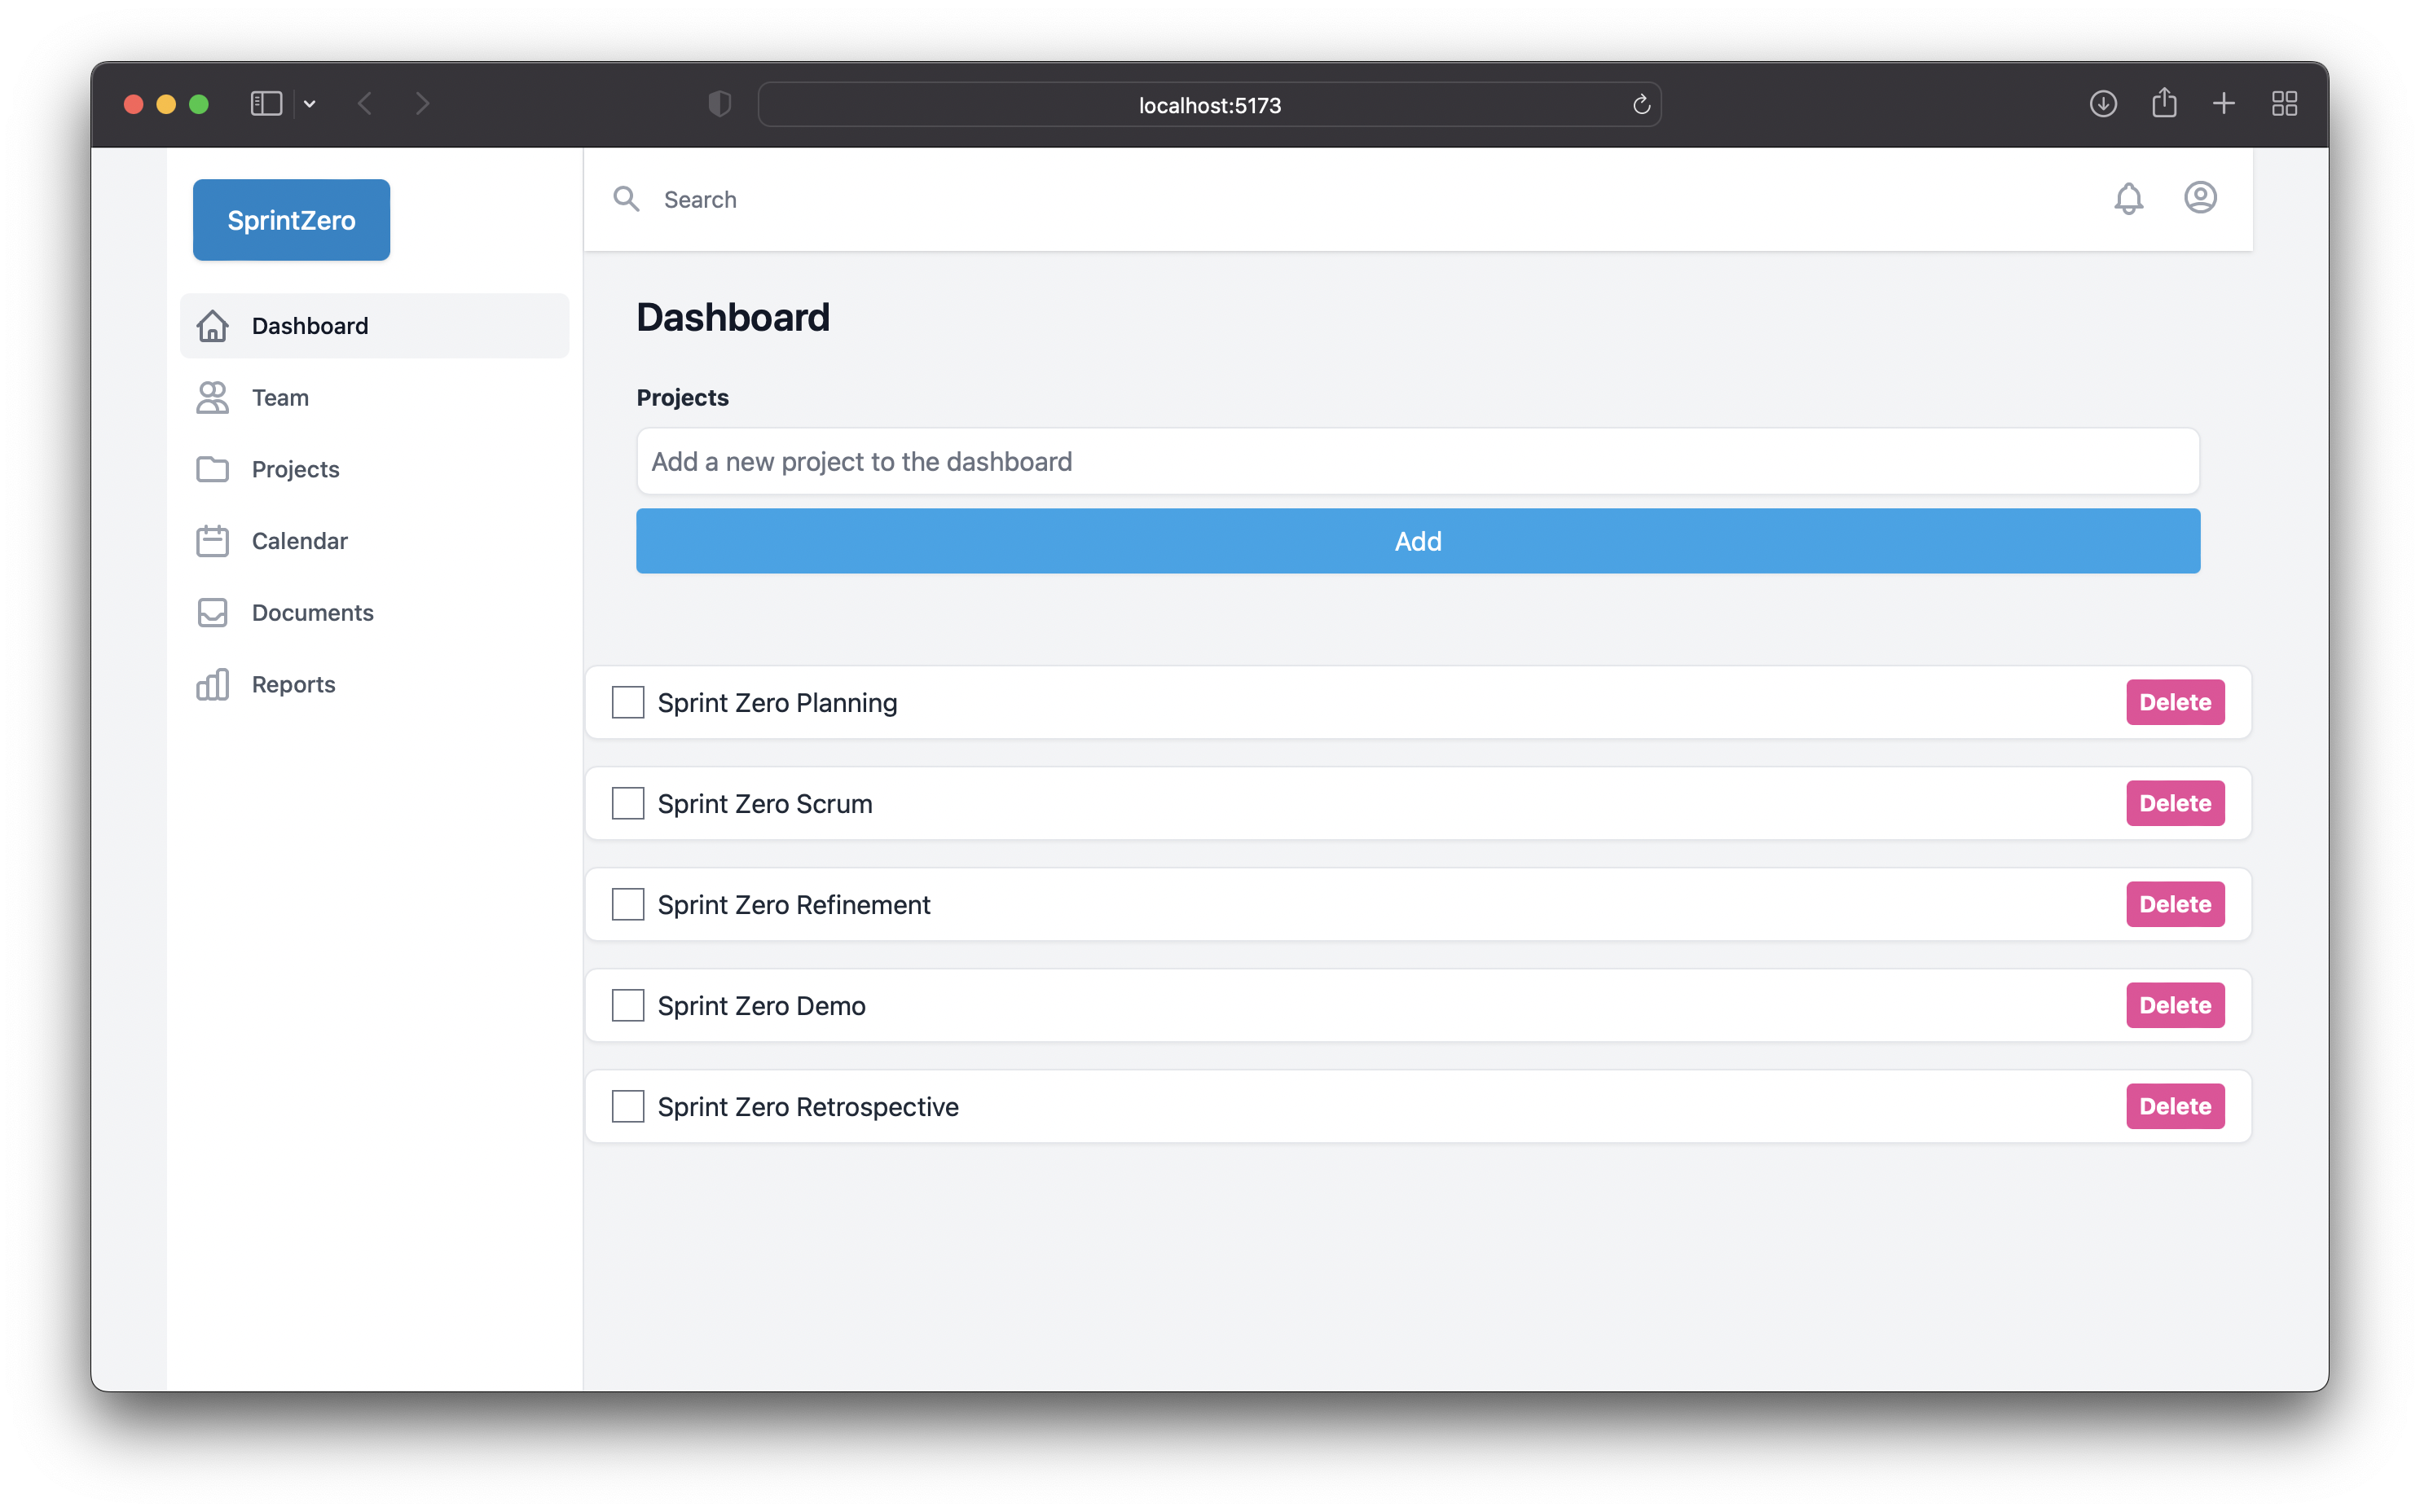 localhost:5173
SprintZero
Search
Dashboard
Team
Projects
Calendar
Documents
Reports
Dashboard
Projects
Add a new project to the dashboard
Add
Sprint Zero Planning Delete
Sprint Zero Scrum Delete
Sprint Zero Refinement Delete
Sprint Zero Demo Delete
Sprint Zero Retrospective Delete